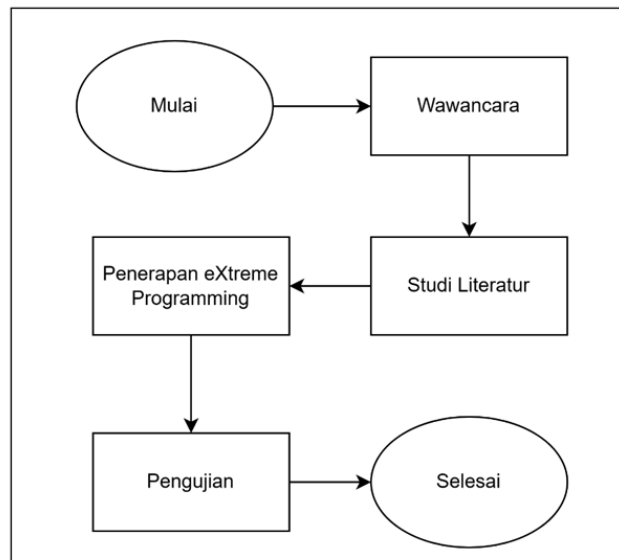 Mulai
Wawancara
Studi Literatur
Penerapan eXtreme
Programming
Pengujian
Selesai